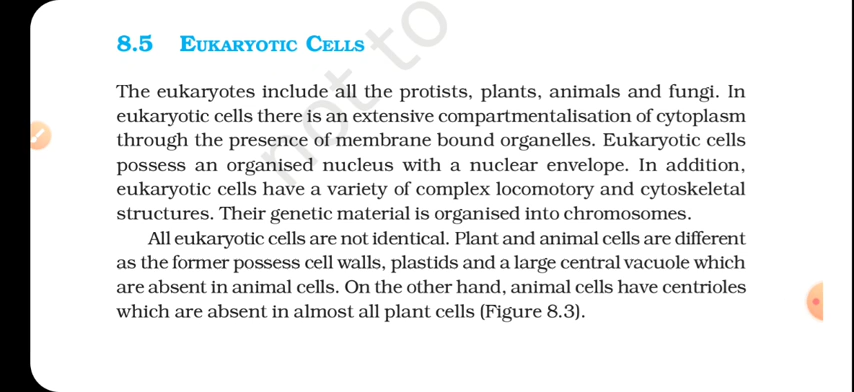 8.5 EUKARYOTIC CELLS
The eukaryotes include all the protists, plants, animals and fungi. In
eukaryotic cells there is an extensive compartmentalisation of cytoplasm
through the presence of membrane bound organelles. Eukaryotic cells
possess an organised nucleus with a nuclear envelope. In addition,
eukaryotic cells have a variety of complex locomotory and cytoskeletal
structures. Their genetic material is organised into chromosomes.
All eukaryotic cells are not identical. Plant and animal cells are different
as the former possess cell walls, plastids and a large central vacuole which
are absent in animal cells. On the other hand, animal cells have centrioles
which are absent in almost all plant cells (Figure 8.3).
not to